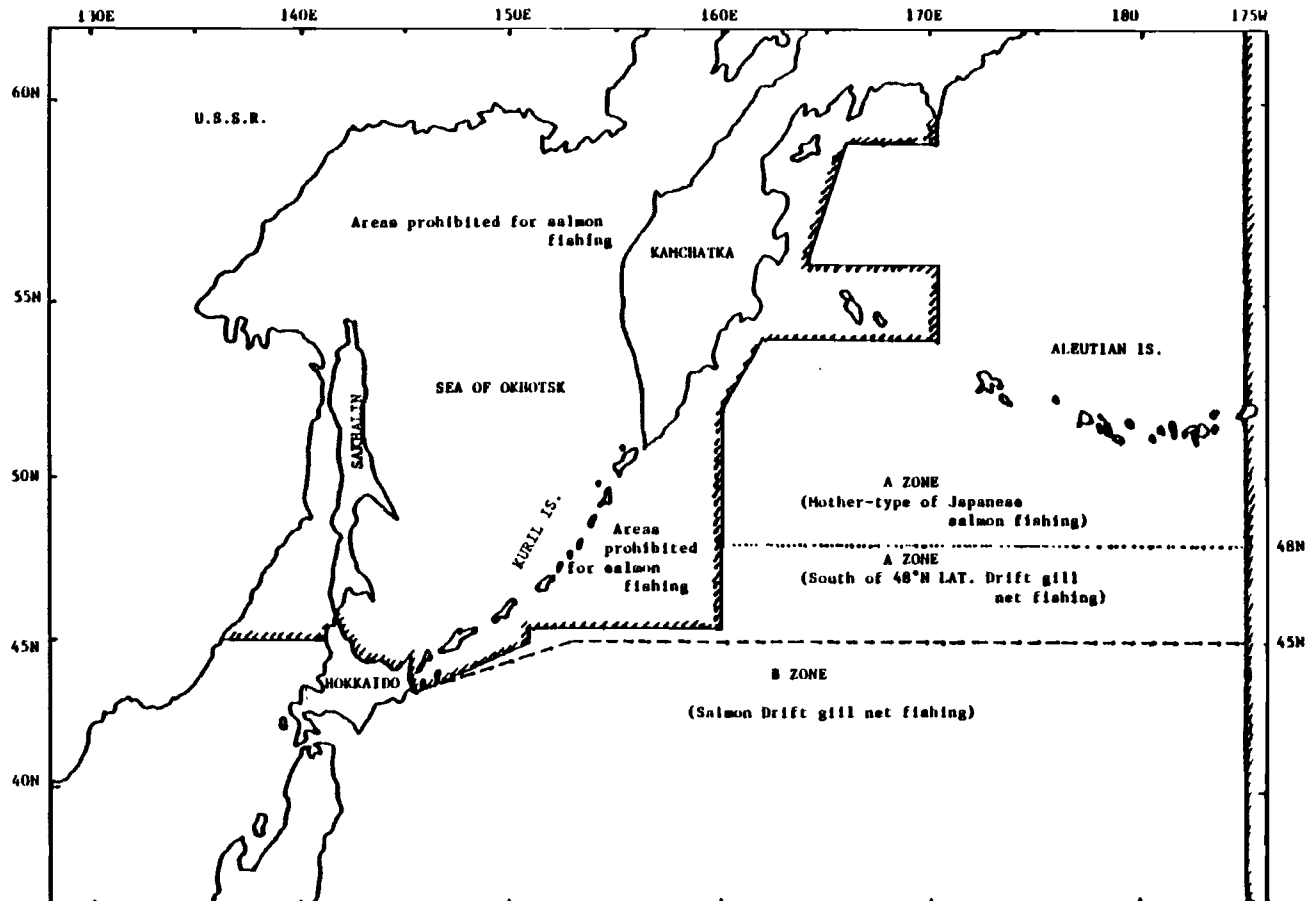 130E 140E 150E 160E 170E 180 175W
60N
U.S.S.R.
Areas prohibited for salmon
fishing
KAMCHATKA
55N
ALEUTIAN IS.
SEA OF OKHOTSK
SAKHALIN
50N
A ZONE
(Mother-type of Japanese
salmon fishing)
KURIL IS.
Areas
prohibited
for salmon
fishing
48N
A ZONE
(South of 48°N LAT. Drift gill
net fishing)
45N
45N
HOKKAIDO
B ZONE
(Salmon Drift gill net fishing)
40N